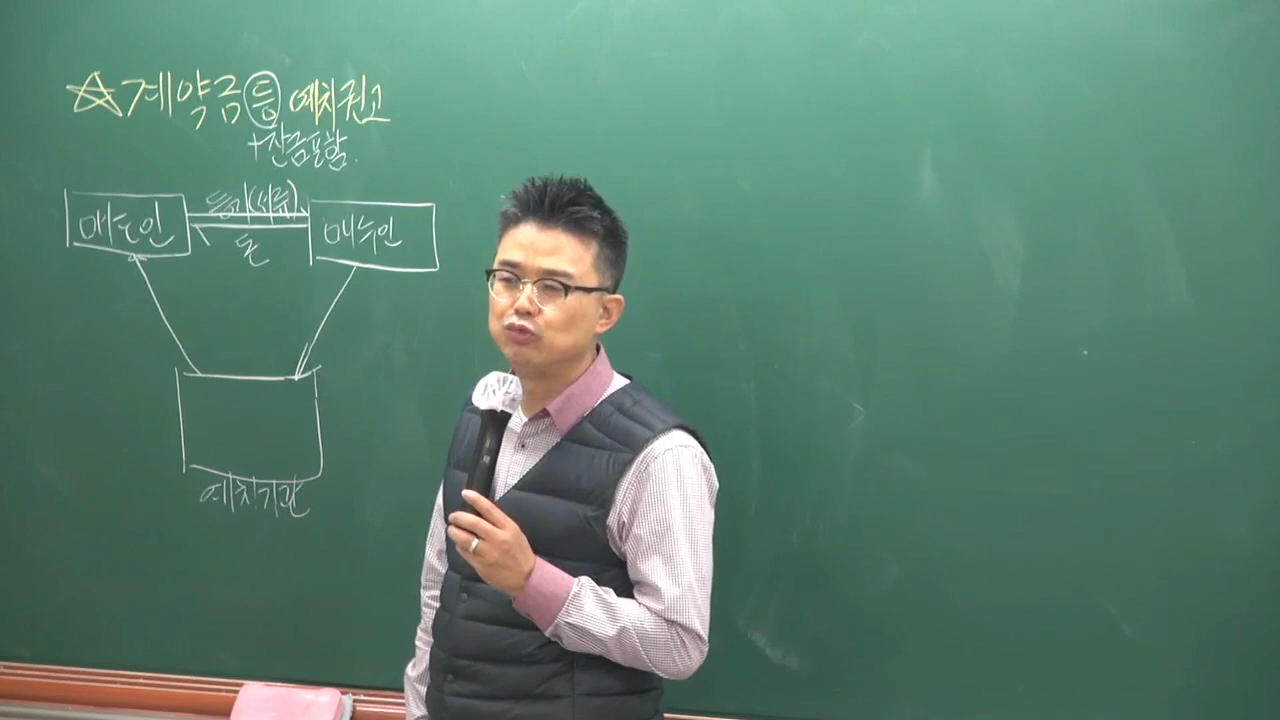 ☆계약금등 예치권고
+잔금포함.
등기(서류)
매도인
매수인
돈
예치기관